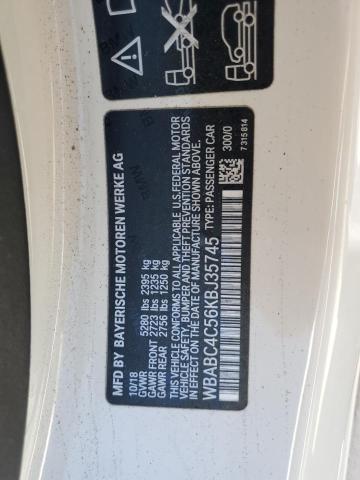 MFD BY BAYERISCHE MOTOREN WERKE AG
10/18
GVWR 5280 lbs 2395 kg
GAWR FRONT 2723 lbs 1235 kg
GAWR REAR 2756 lbs 1250 kg
THIS VEHICLE CONFORMS TO ALL APPLICABLE U.S. FEDERAL MOTOR
VEHICLE SAFETY, BUMPER AND THEFT PREVENTION STANDARDS
IN EFFECT ON THE DATE OF MANUFACTURE SHOWN ABOVE.
WBABC4C56KBJ35745 TYPE: PASSENGER CAR
300/0
7315814